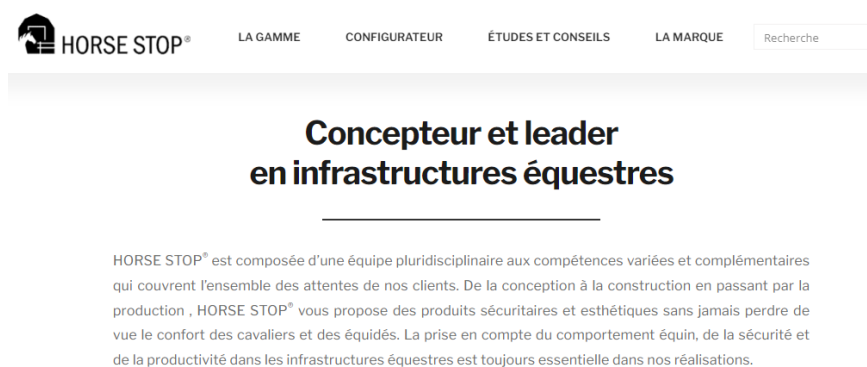 HORSE STOP® LA GAMME CONFIGURATEUR ÉTUDES ET CONSEILS LA MARQUE Recherche
Concepteur et leader
en infrastructures équestres
HORSE STOP® est composée d'une équipe pluridisciplinaire aux compétences variées et complémentaires
qui couvrent l'ensemble des attentes de nos clients. De la conception à la construction en passant par la
production , HORSE STOP® vous propose des produits sécuritaires et esthétiques sans jamais perdre de
vue le confort des cavaliers et des équidés. La prise en compte du comportement équin, de la sécurité et
de la productivité dans les infrastructures équestres est toujours essentielle dans nos réalisations.